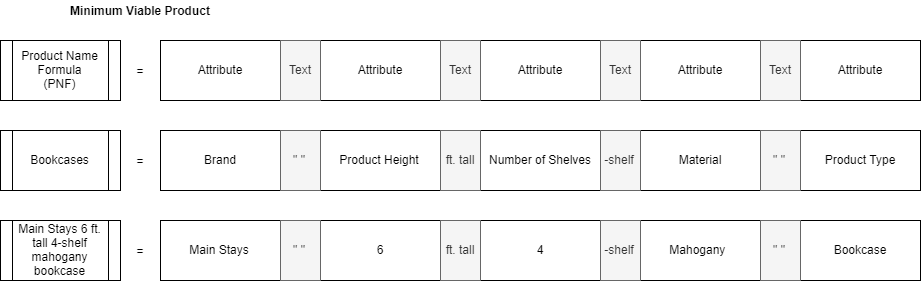 Minimum Viable Product
Product Name
Formula
(PNF)
=
Attribute
Text
Attribute
Text
Attribute
Text
Attribute
Text
Attribute
Bookcases
=
Brand
" "
Product Height
ft. tall
Number of Shelves
-shelf
Material
" "
Product Type
Main Stays 6 ft.
tall 4-shelf
mahogany
bookcase
=
Main Stays
" "
6
ft. tall
4
-shelf
Mahogany
" "
Bookcase